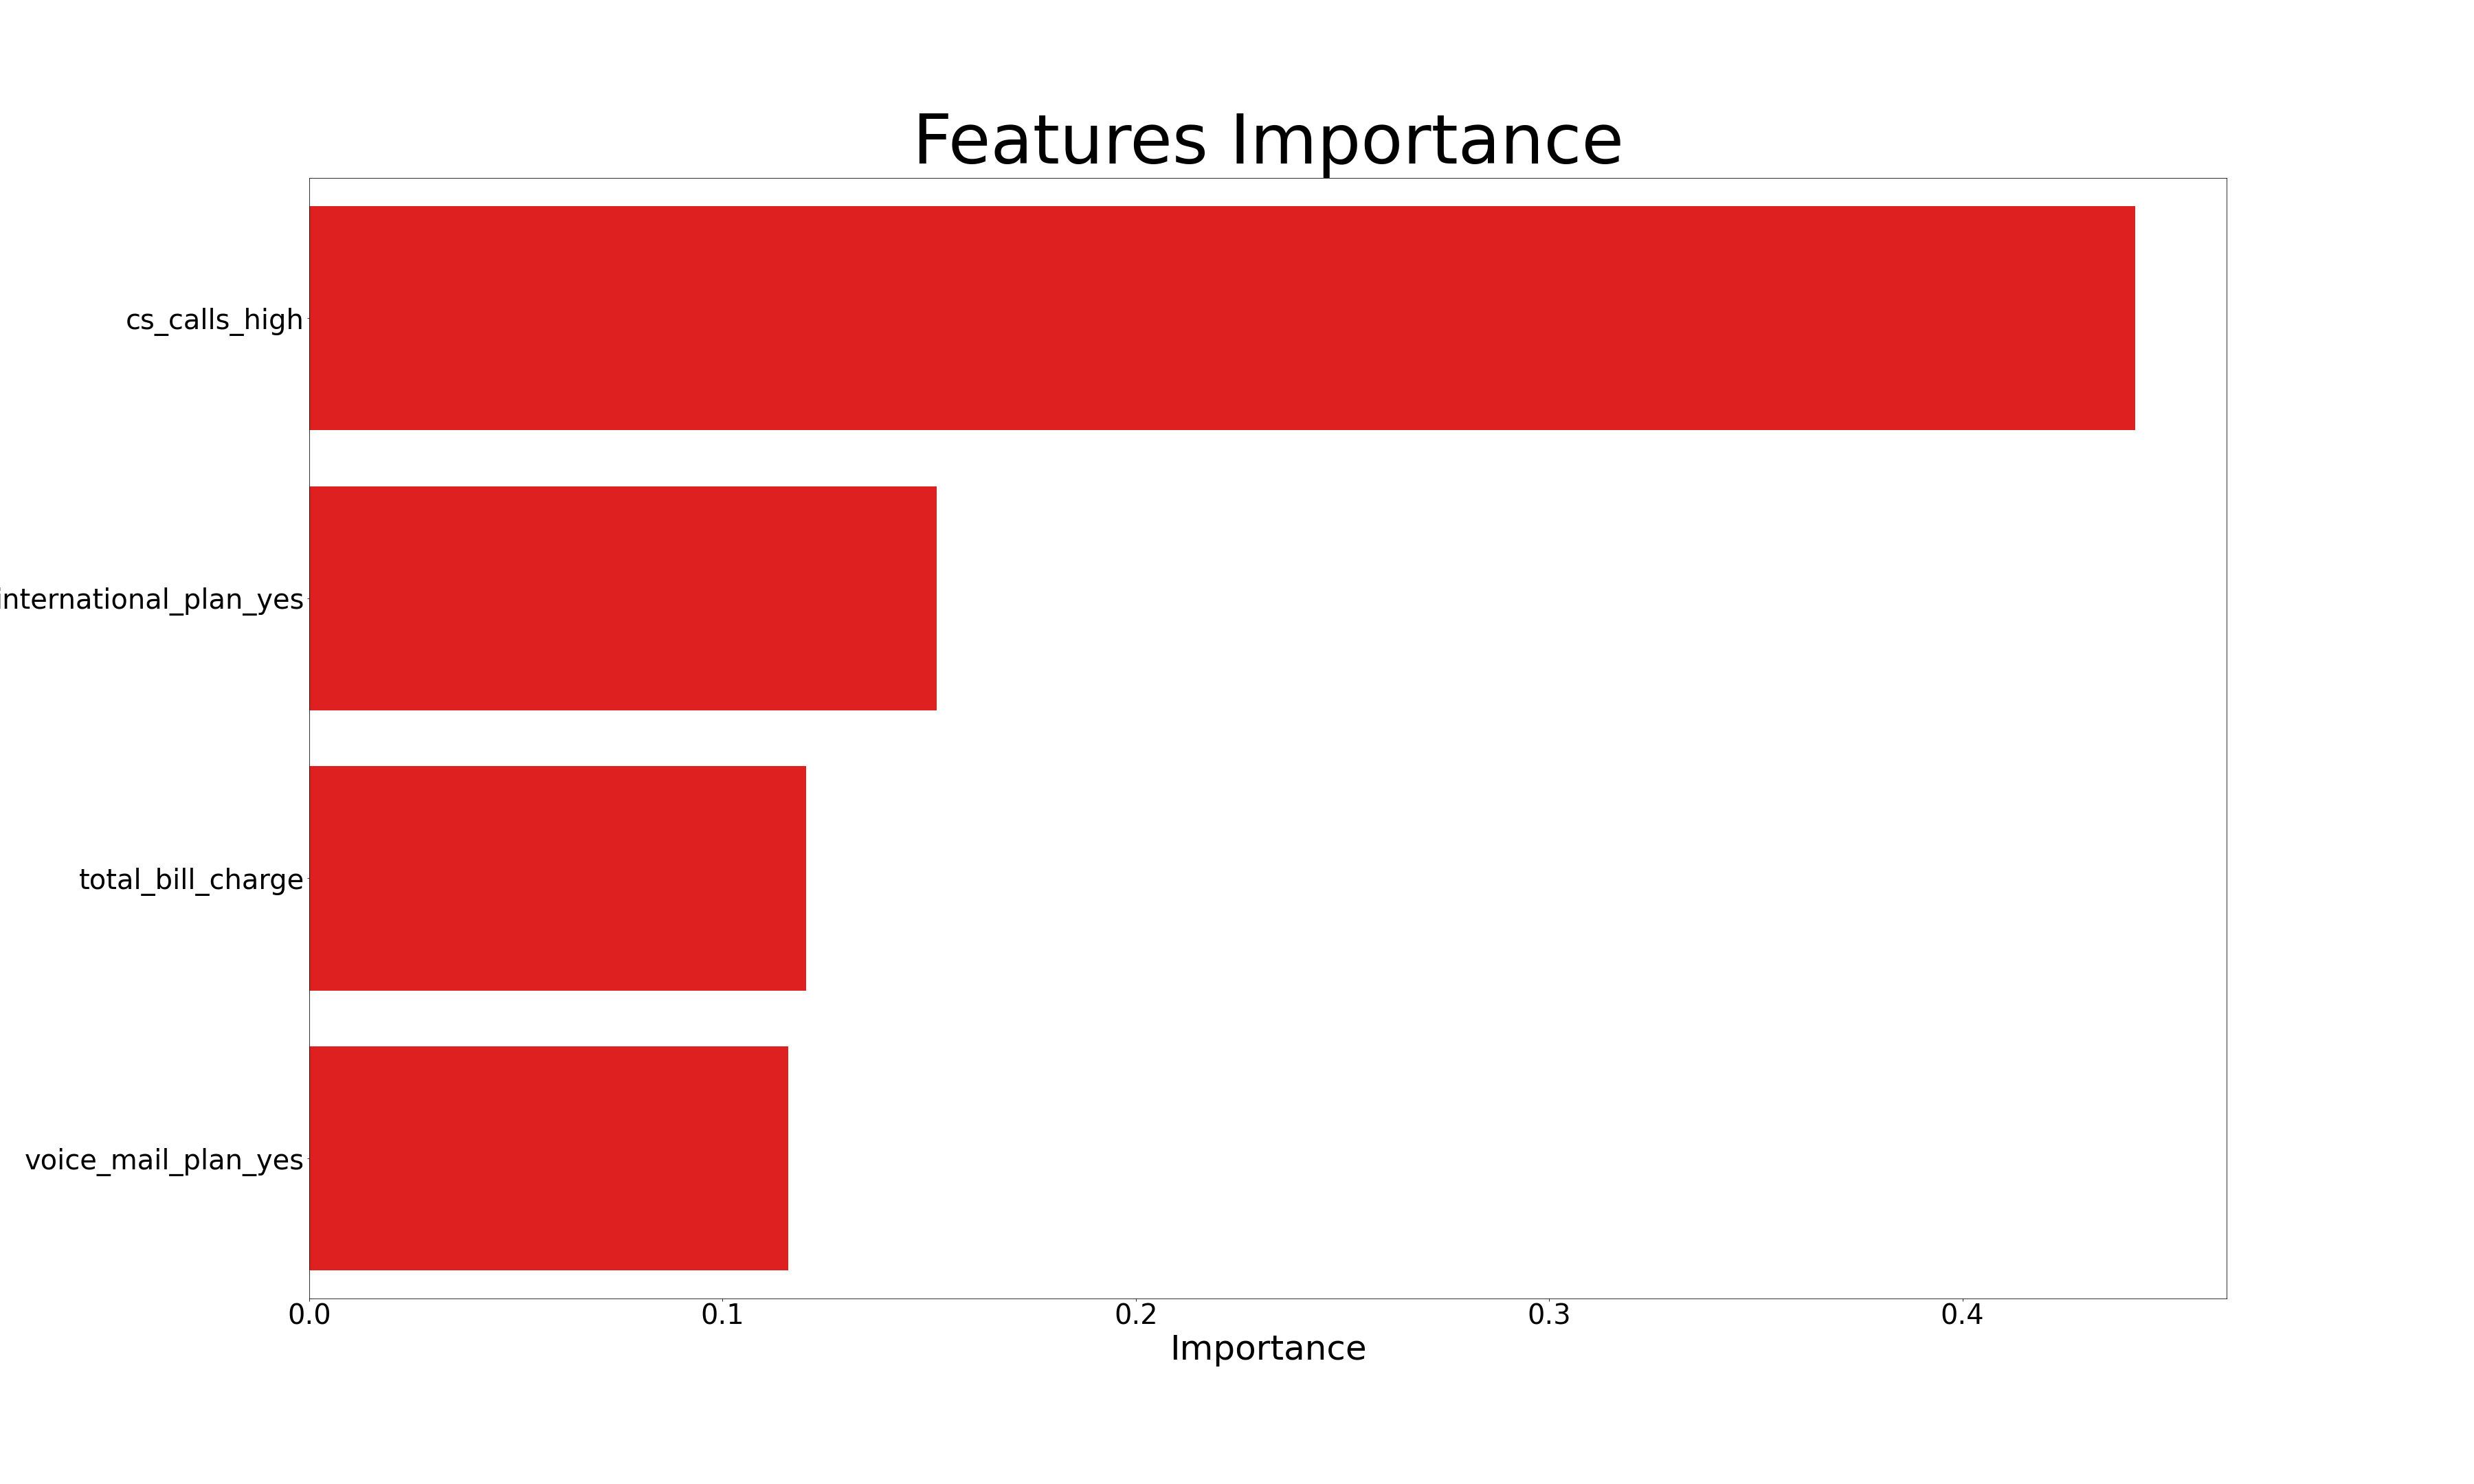 Features Importance
cs_calls_high
international_plan_yes
total_bill_charge
voice_mail_plan_yes
0.0 0.1 0.2 0.3 0.4
Importance